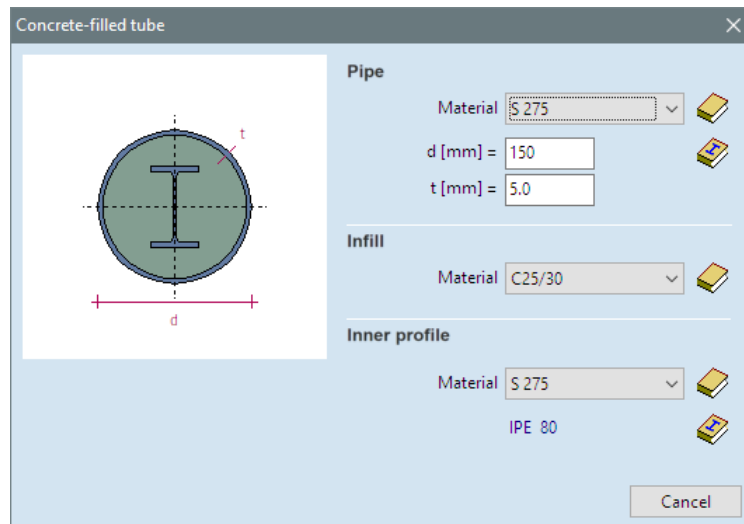 Concrete-filled tube
t
d
Pipe
Material S 275
d [mm] = 150
t [mm] = 5.0
Infill
Material C25/30
Inner profile
Material S 275
IPE 80
Cancel